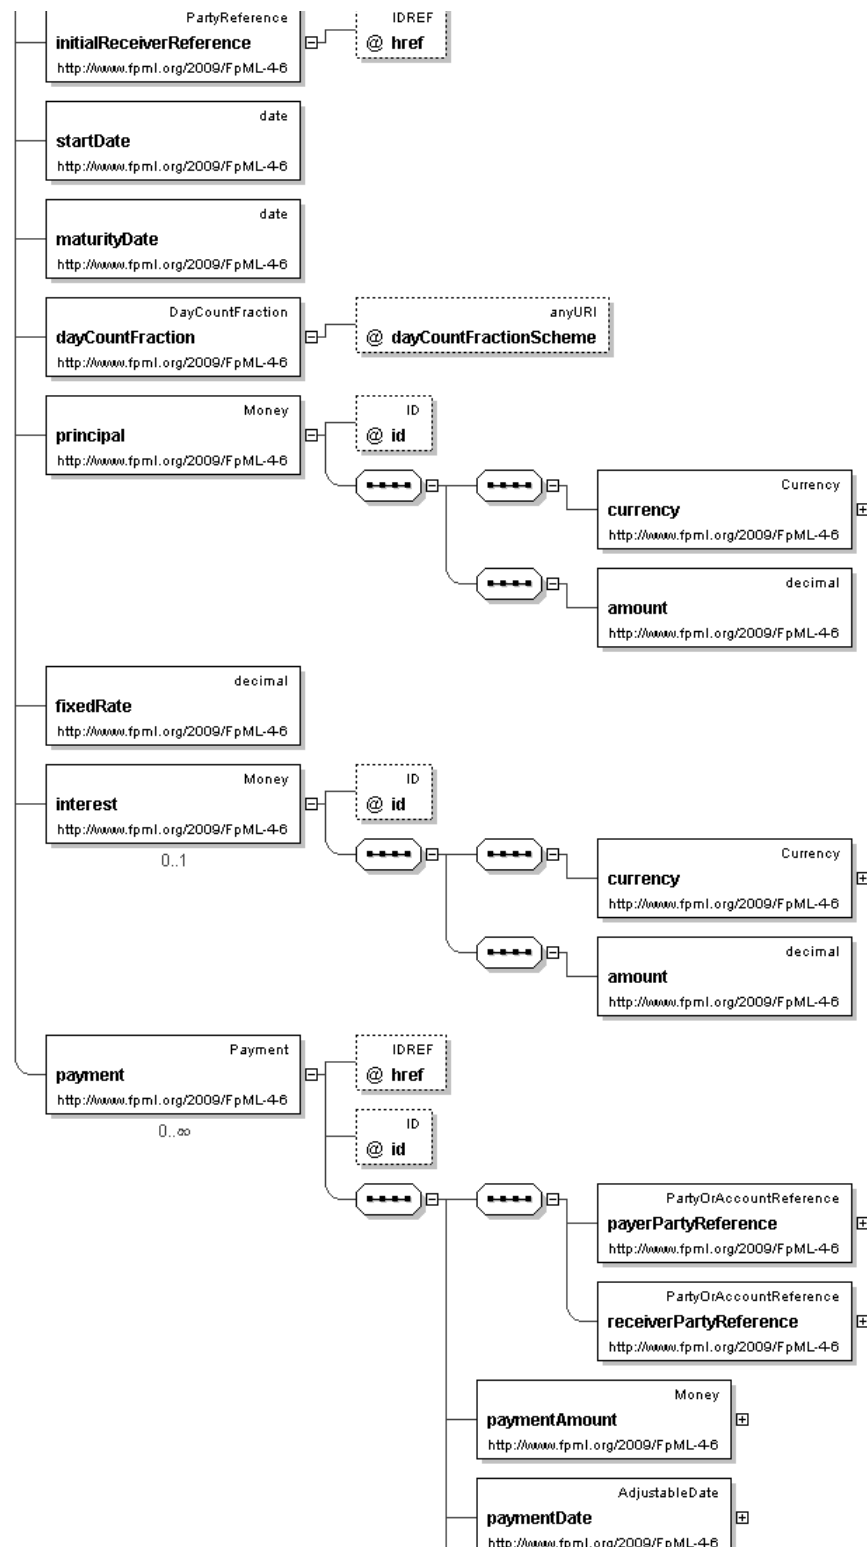 PartyReference
initialReceiverReference
http://www.fpml.org/2009/FpML-4-6
IDREF
@ href
date
startDate
http://www.fpml.org/2009/FpML-4-6
date
maturityDate
http://www.fpml.org/2009/FpML-4-6
DayCountFraction
dayCountFraction
http://www.fpml.org/2009/FpML-4-6
anyURI
@ dayCountFractionScheme
Money
principal
http://www.fpml.org/2009/FpML-4-6
ID
@ id
Currency
currency
http://www.fpml.org/2009/FpML-4-6
decimal
amount
http://www.fpml.org/2009/FpML-4-6
decimal
fixedRate
http://www.fpml.org/2009/FpML-4-6
Money
interest
http://www.fpml.org/2009/FpML-4-6
0..1
ID
@ id
Currency
currency
http://www.fpml.org/2009/FpML-4-6
decimal
amount
http://www.fpml.org/2009/FpML-4-6
Payment
payment
http://www.fpml.org/2009/FpML-4-6
0..∞
IDREF
@ href
ID
@ id
PartyOrAccountReference
payerPartyReference
http://www.fpml.org/2009/FpML-4-6
PartyOrAccountReference
receiverPartyReference
http://www.fpml.org/2009/FpML-4-6
Money
paymentAmount
http://www.fpml.org/2009/FpML-4-6
AdjustableDate
paymentDate
http://www.fpml.org/2009/FpML-4-6